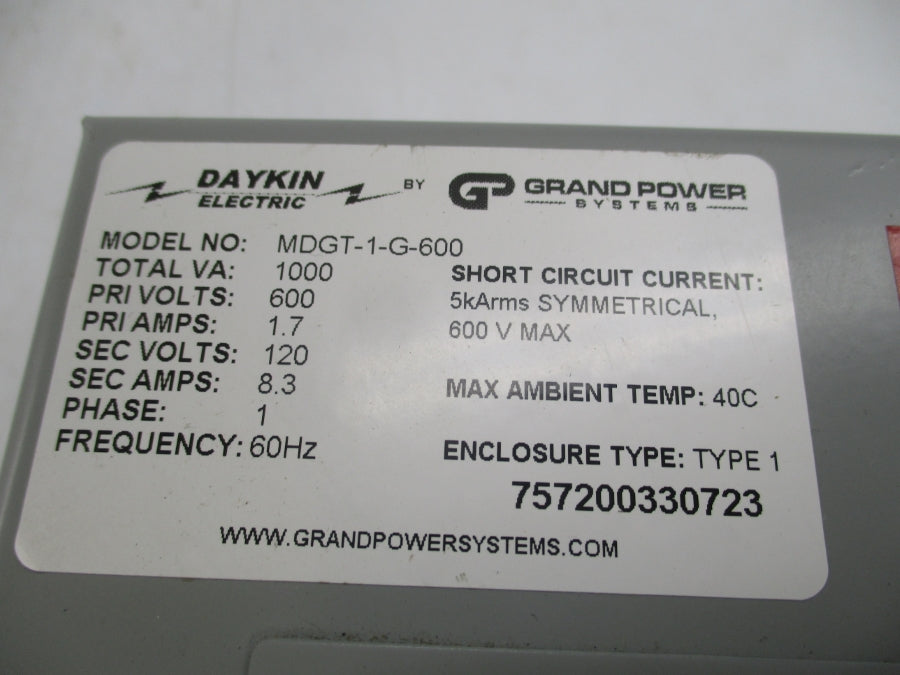 DAYKIN ELECTRIC BY GP GRAND POWER SYSTEMS
MODEL NO: MDGT-1-G-600
TOTAL VA: 1000
PRI VOLTS: 600
PRI AMPS: 1.7
SEC VOLTS: 120
SEC AMPS: 8.3
PHASE: 1
FREQUENCY: 60Hz
SHORT CIRCUIT CURRENT:
5kArms SYMMETRICAL,
600 V MAX
MAX AMBIENT TEMP: 40C
ENCLOSURE TYPE: TYPE 1
757200330723
WWW.GRANDPOWERSYSTEMS.COM